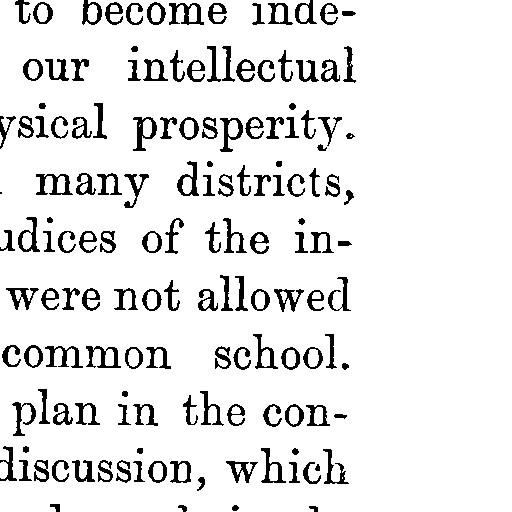 to become inde-
our intellectual
ysical prosperity.
many districts,
udices of the in-
were not allowed
common school.
plan in the con-
discussion, which